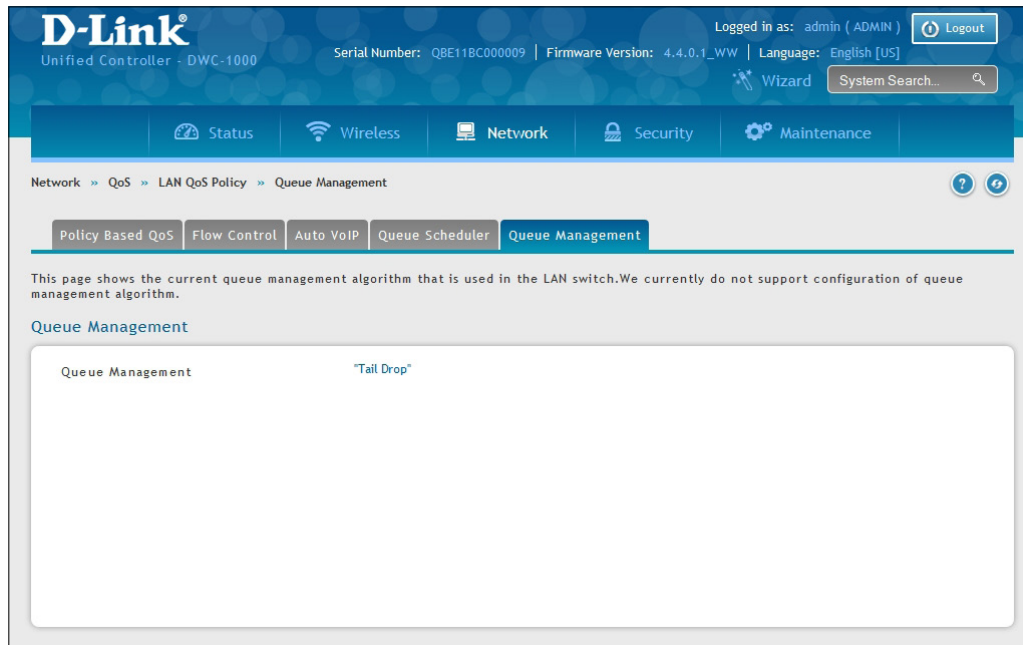 D-Link®
Unified Controller - DWC-1000
Logged in as: admin ( ADMIN ) Logout
Serial Number: QBE11BC000009 | Firmware Version: 4.4.0.1_WW | Language: English [US]
Wizard System Search...
Status Wireless Network Security Maintenance
Network » QoS » LAN QoS Policy » Queue Management ?
Policy Based QoS Flow Control Auto VoIP Queue Scheduler Queue Management
This page shows the current queue management algorithm that is used in the LAN switch.We currently do not support configuration of queue
management algorithm.
Queue Management
Queue Management "Tail Drop"